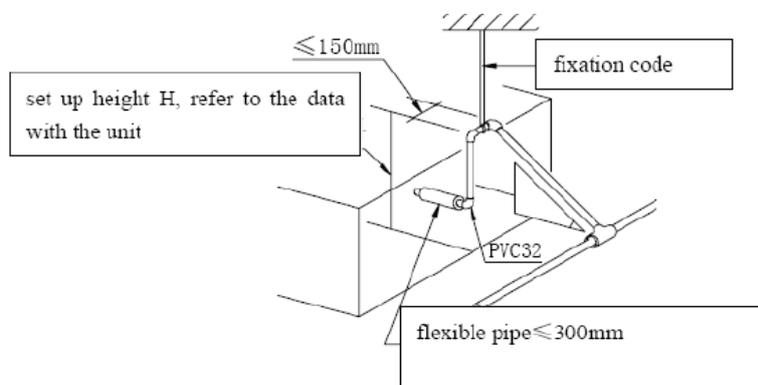 ≤150mm
fixation code
set up height H, refer to the data
with the unit
PVC32
flexible pipe≤300mm